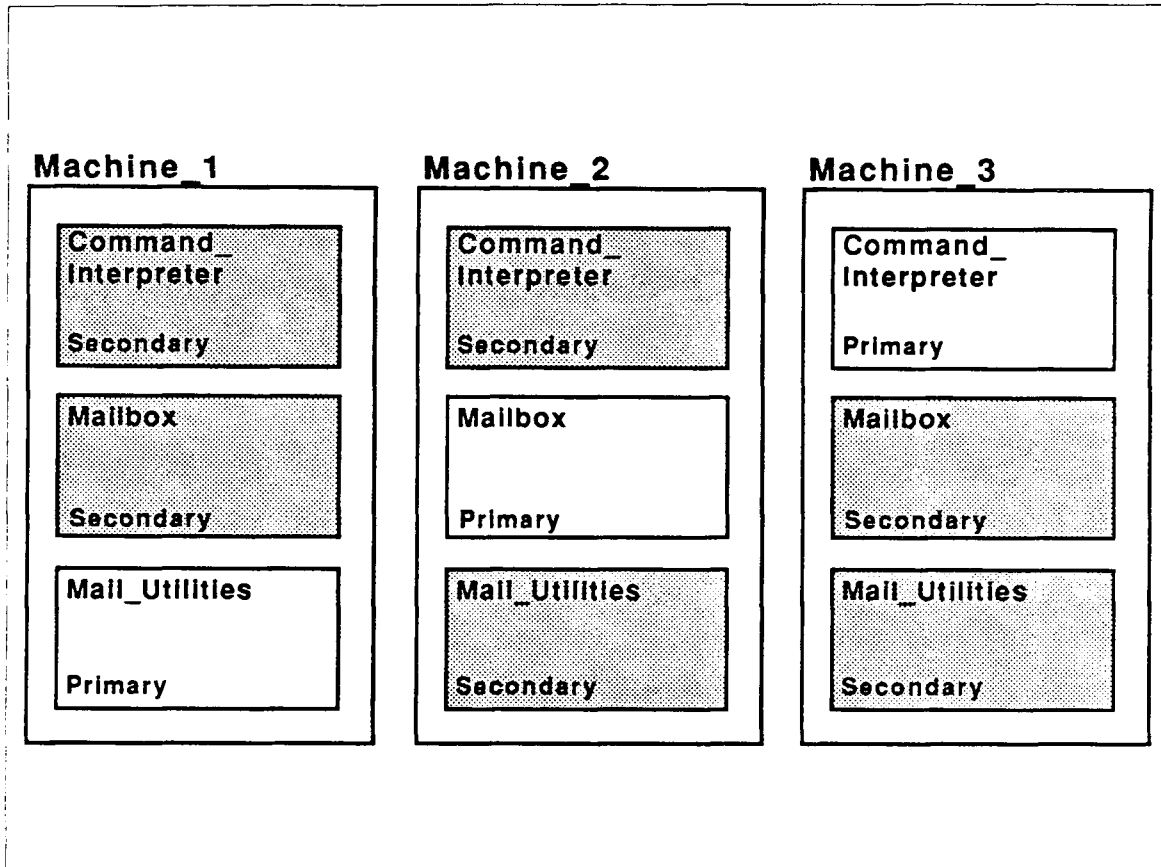 Machine_1
Command_
Interpreter
Secondary
Mailbox
Secondary
Mail_Utilities
Primary
Machine_2
Command_
Interpreter
Secondary
Mailbox
Primary
Mail_Utilities
Secondary
Machine_3
Command_
Interpreter
Primary
Mailbox
Secondary
Mail_Utilities
Secondary